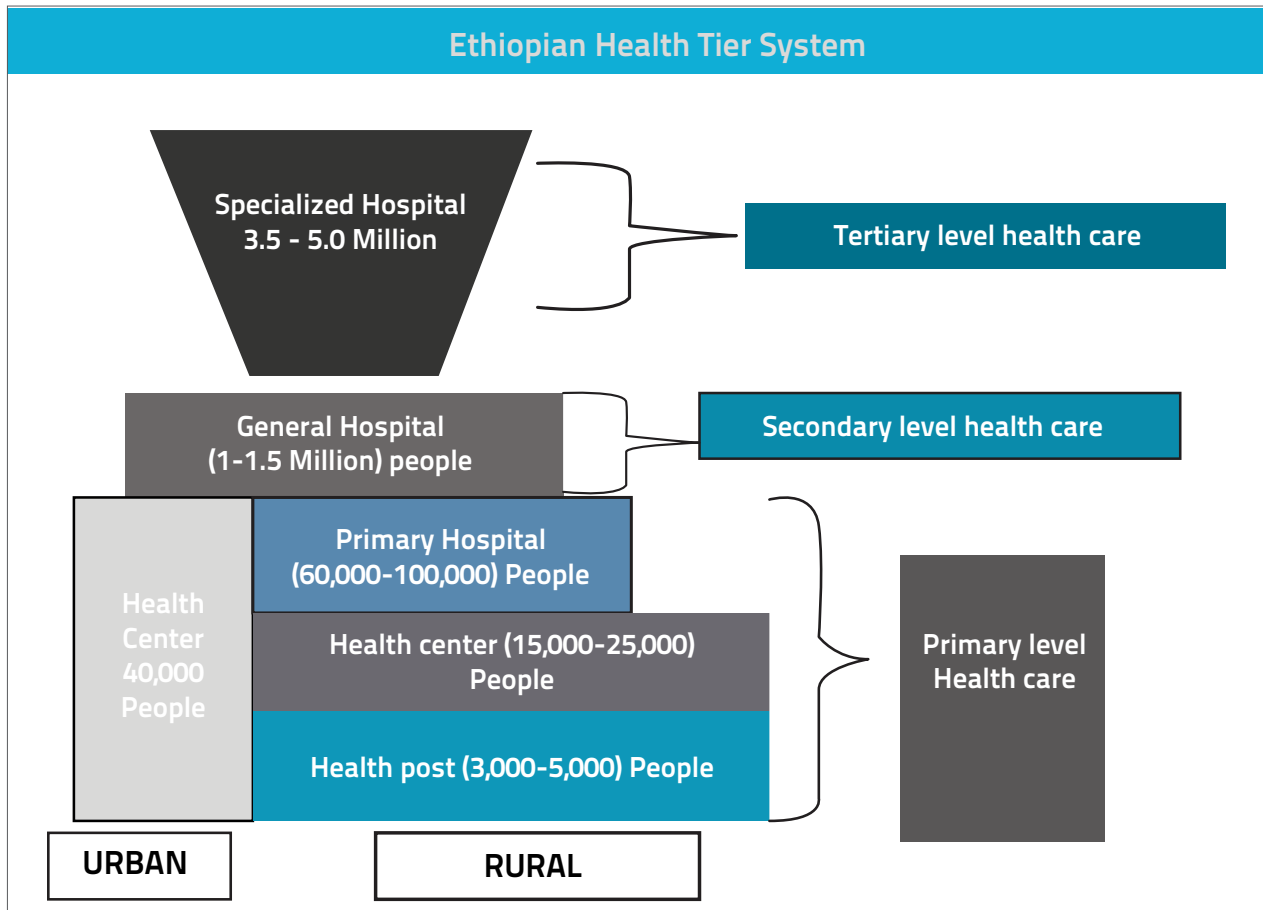 Ethiopian Health Tier System
Specialized Hospital
3.5 - 5.0 Million
Tertiary level health care
General Hospital
(1-1.5 Million) people
Secondary level health care
Primary Hospital
(60,000-100,000) People
Health
Center
40,000
People
Health center (15,000-25,000)
People
Primary level
Health care
Health post (3,000-5,000) People
URBAN
RURAL